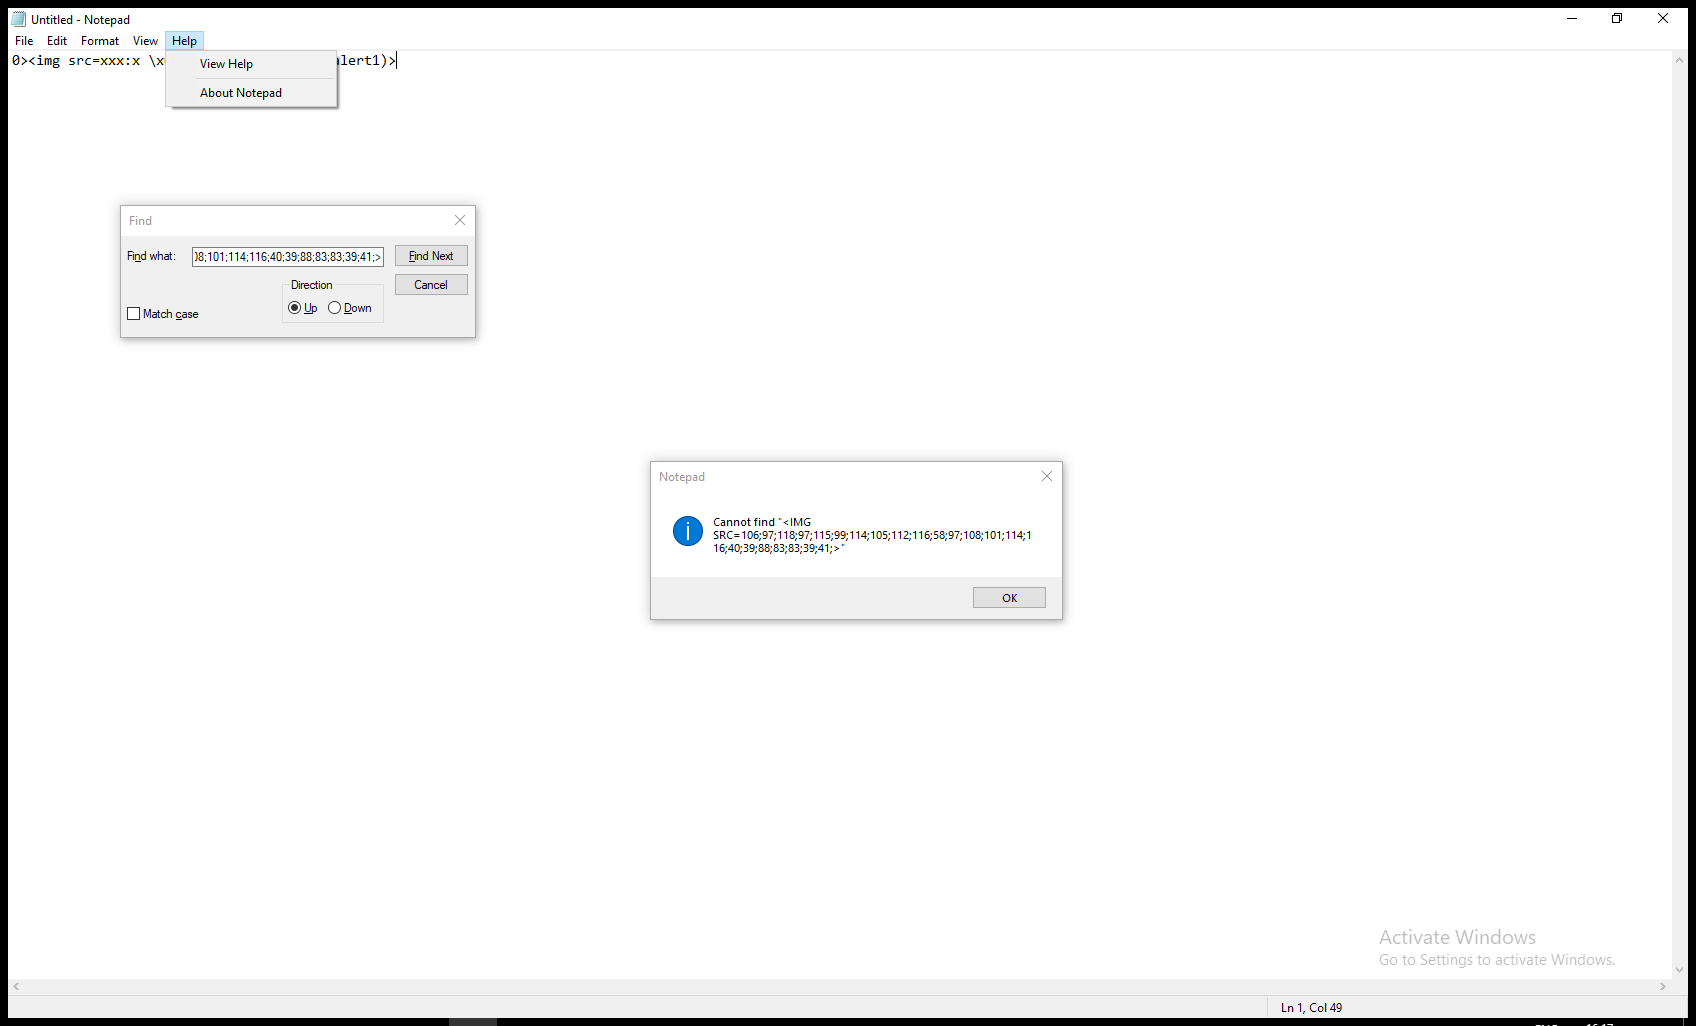 Untitled - Notepad
File Edit Format View Help
0><img src=xxx:x \x lert1)>
View Help
About Notepad
Find
Find what: 8;101;114;116;40;39;88;83;83;39;41;> Find Next
Direction Cancel
Up Down
Match case
Notepad
Cannot find "<IMG
SRC=106;97;118;97;115;99;114;105;112;116;58;97;108;101;114;1
16;40;39;88;83;83;39;41;>"
OK
Activate Windows
Go to Settings to activate Windows.
Ln 1, Col 49